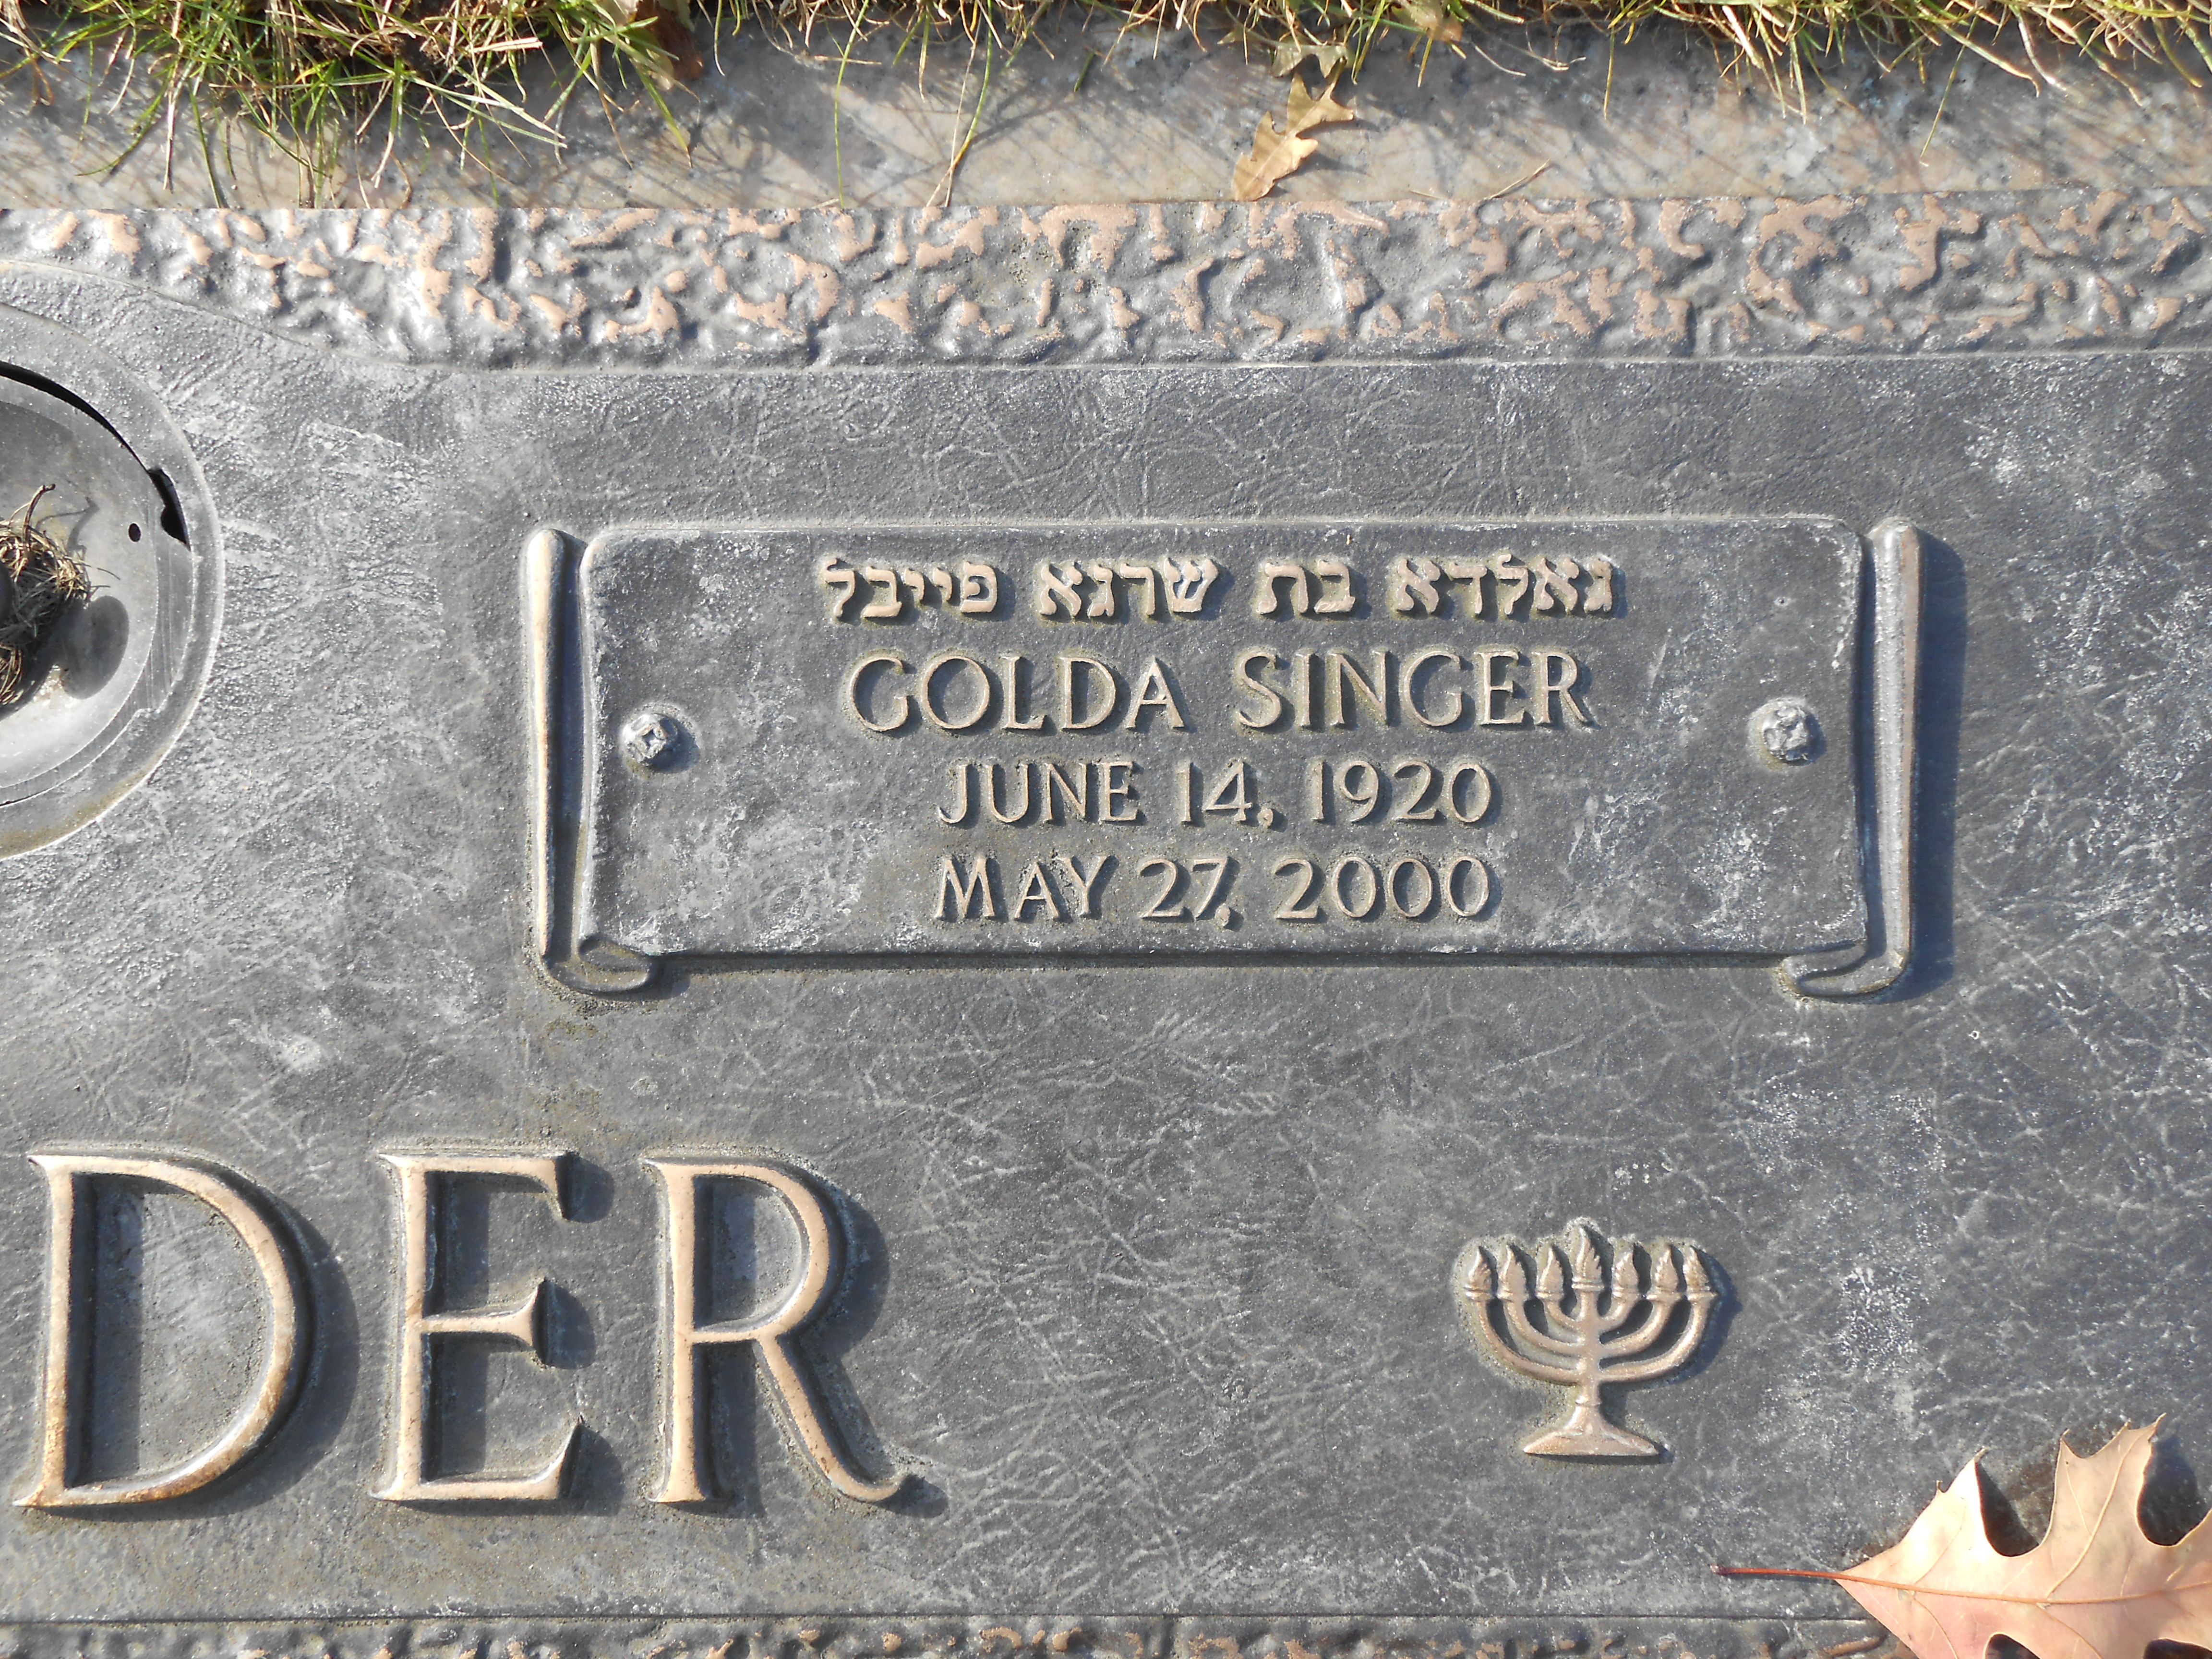 גאלדא בת שרגא פייבל
GOLDA SINGER
JUNE 14, 1920
MAY 27, 2000
DER